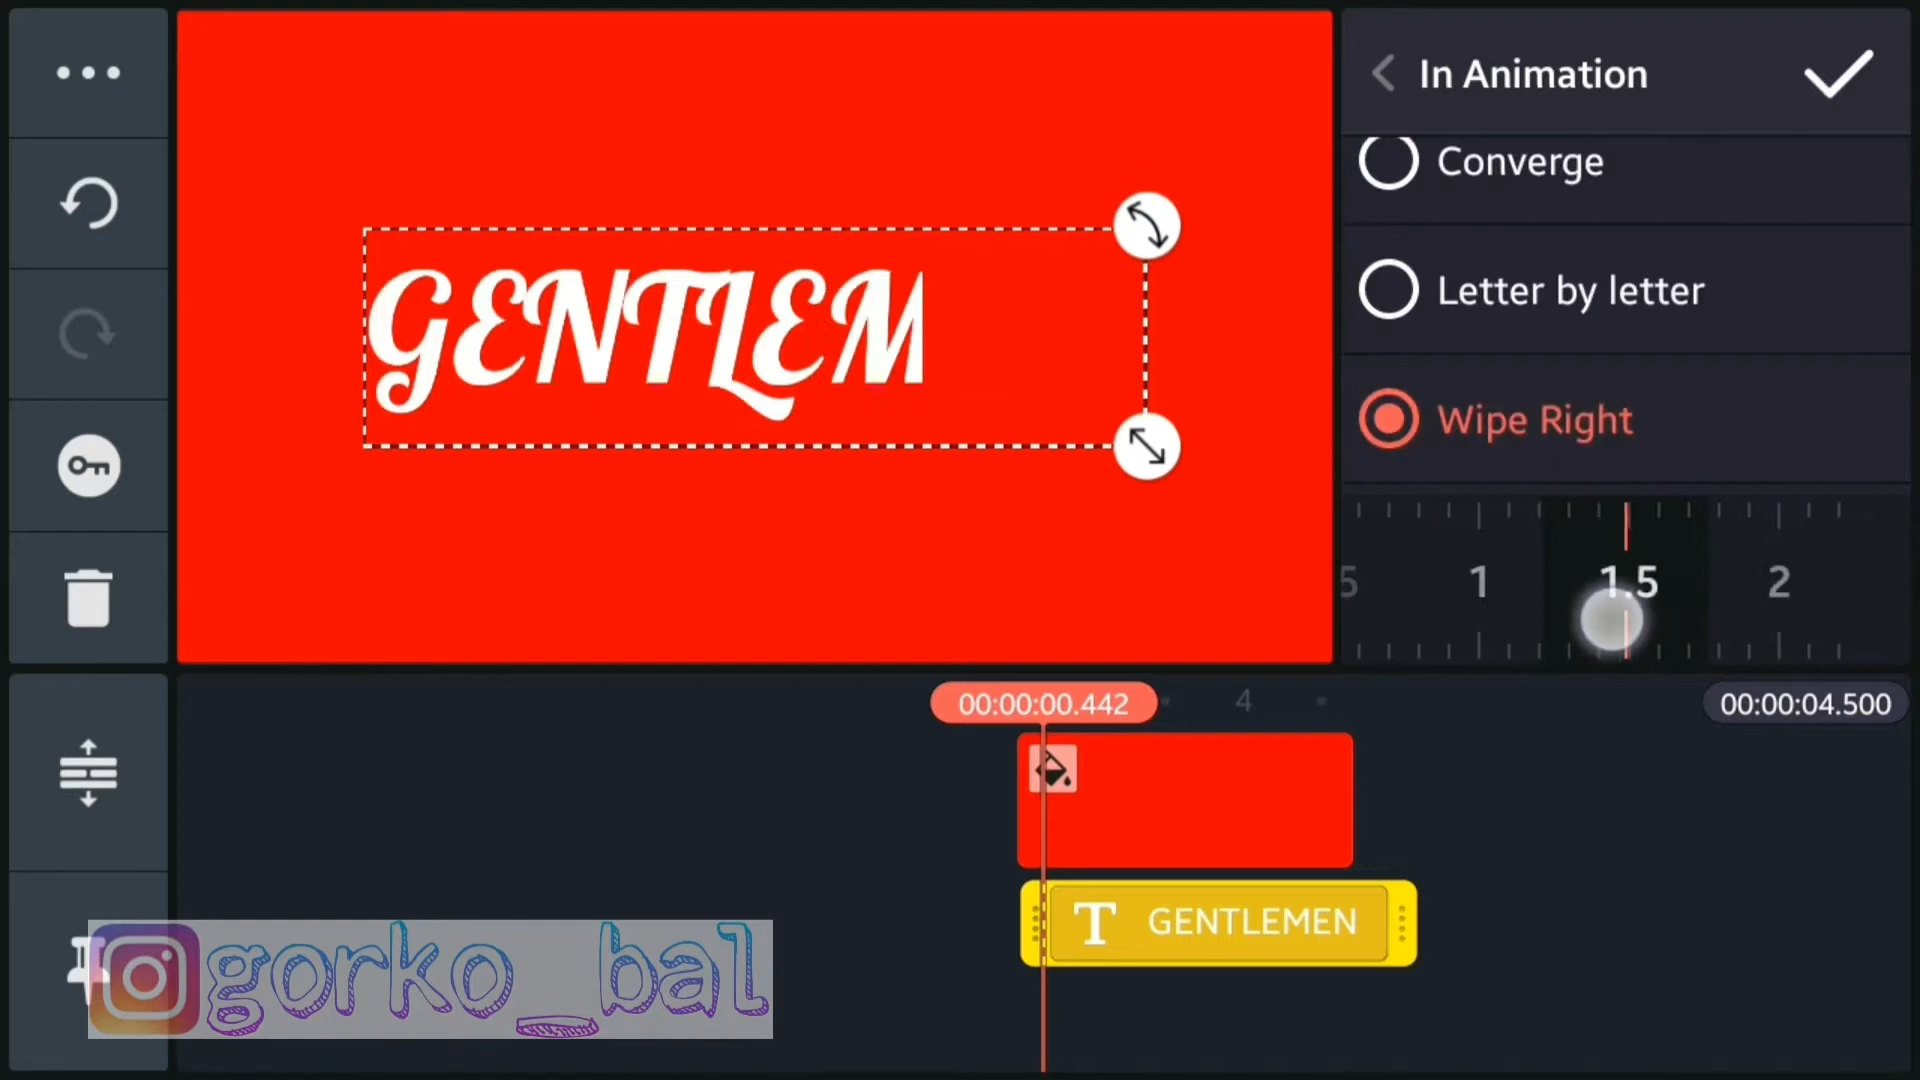 In Animation
Converge
Letter by letter
Wipe Right
GENTLEM
5 1 1.5 2
00:00:00.442
4
00:00:04.500
T GENTLEMEN
gorko_bal